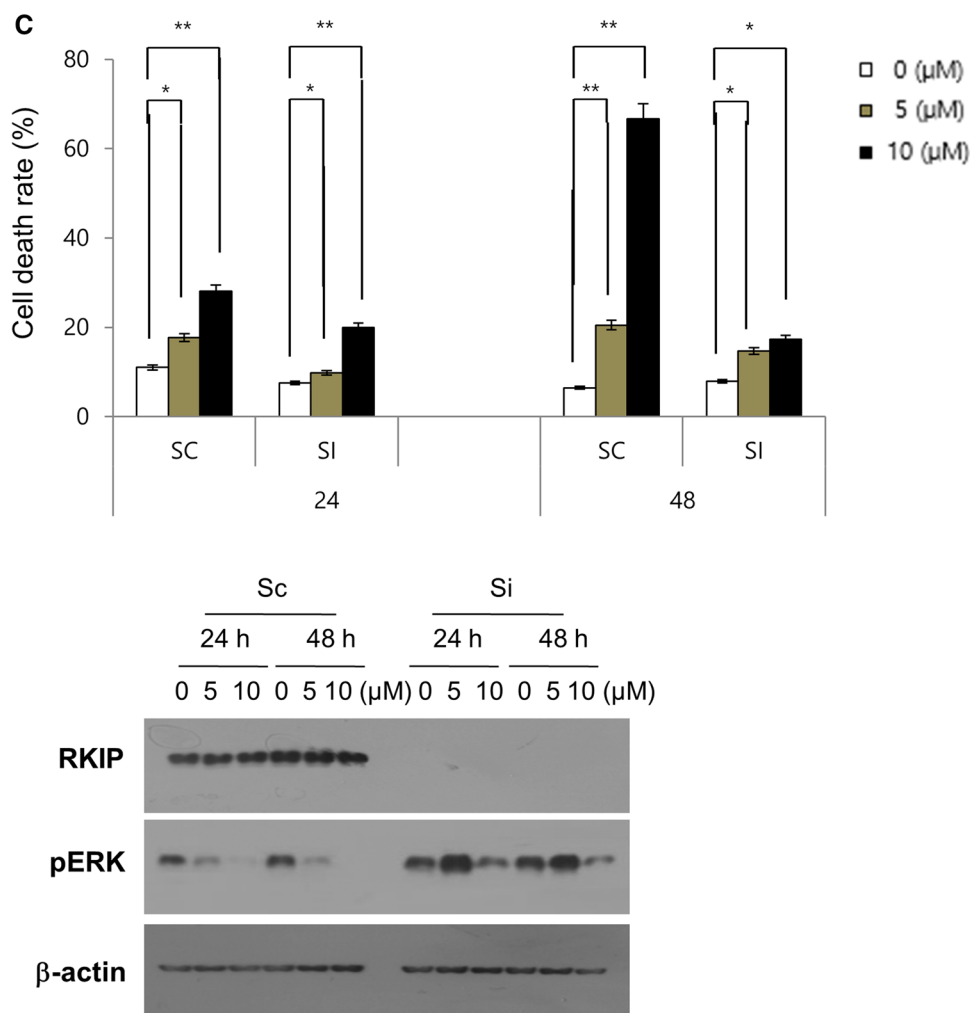 C
** ** ** *
* * ** *
80
60
40
20
0
Cell death rate (%)
0 (μM)
5 (μM)
10 (μM)
SC SI SC SI
24 48
Sc Si
24 h 48 h 24 h 48 h
0 5 10 0 5 10 (μM) 0 5 10 0 5 10 (μM)
RKIP
pERK
β-actin